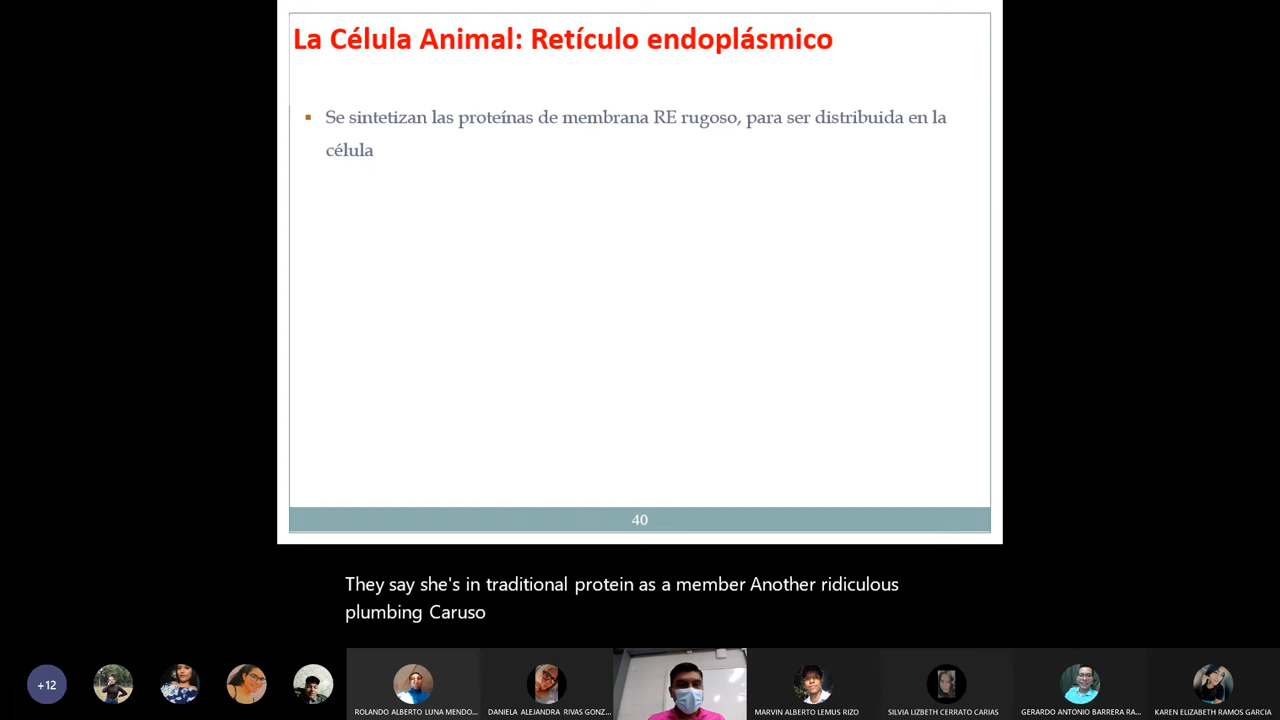 La Célula Animal: Retículo endoplásmico
▪ Se sintetizan las proteínas de membrana RE rugoso, para ser distribuida en la
célula
40
They say she's in traditional protein as a member Another ridiculous
plumbing Caruso
+12
ROLANDO ALBERTO LUNA MENDO...
DANIELA ALEJANDRA RIVAS GONZ...
MARVIN ALBERTO LEMUS RIZO
SILVIA LIZBETH CERRATO CARIAS
GERARDO ANTONIO BARRERA RA...
KAREN ELIZABETH RAMOS GARCIA